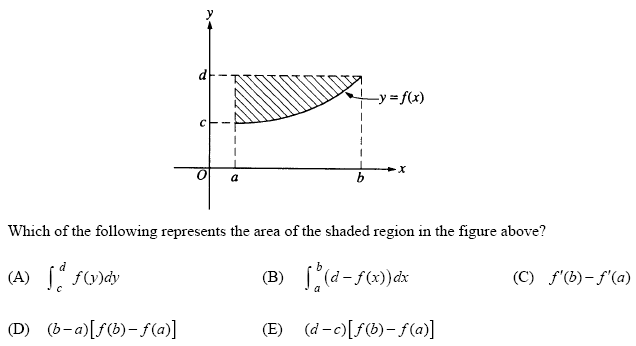 y
d
y = f(x)
c
O a b x
Which of the following represents the area of the shaded region in the figure above?
(A) ∫_c^d f(y)dy (B) ∫_a^b (d − f(x))dx (C) f'(b) − f'(a)
(D) (b − a)[f(b) − f(a)] (E) (d − c)[f(b) − f(a)]